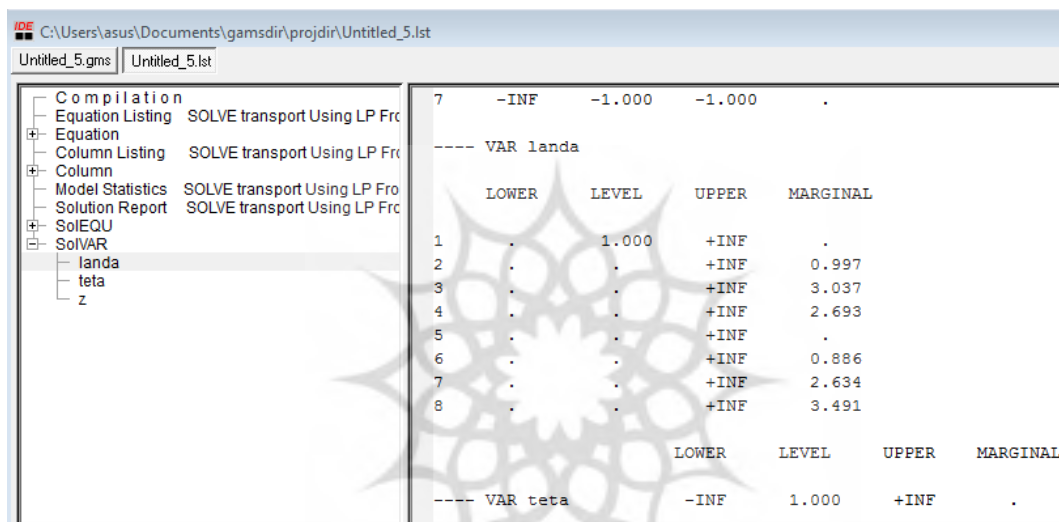 IDE C:\Users\asus\Documents\gamsdir\projdir\Untitled_5.lst
Untitled_5.gms Untitled_5.lst
Compilation
Equation Listing SOLVE transport Using LP Fro
Equation
Column Listing SOLVE transport Using LP Fro
Column
Model Statistics SOLVE transport Using LP Fro
Solution Report SOLVE transport Using LP Fro
SolEQU
SolVAR
landa
teta
z
7 -INF -1.000 -1.000 .
---- VAR landa
LOWER LEVEL UPPER MARGINAL
1 . 1.000 +INF .
2 . . +INF 0.997
3 . . +INF 3.037
4 . . +INF 2.693
5 . . +INF .
6 . . +INF 0.886
7 . . +INF 2.634
8 . . +INF 3.491
LOWER LEVEL UPPER MARGINAL
---- VAR teta -INF 1.000 +INF .